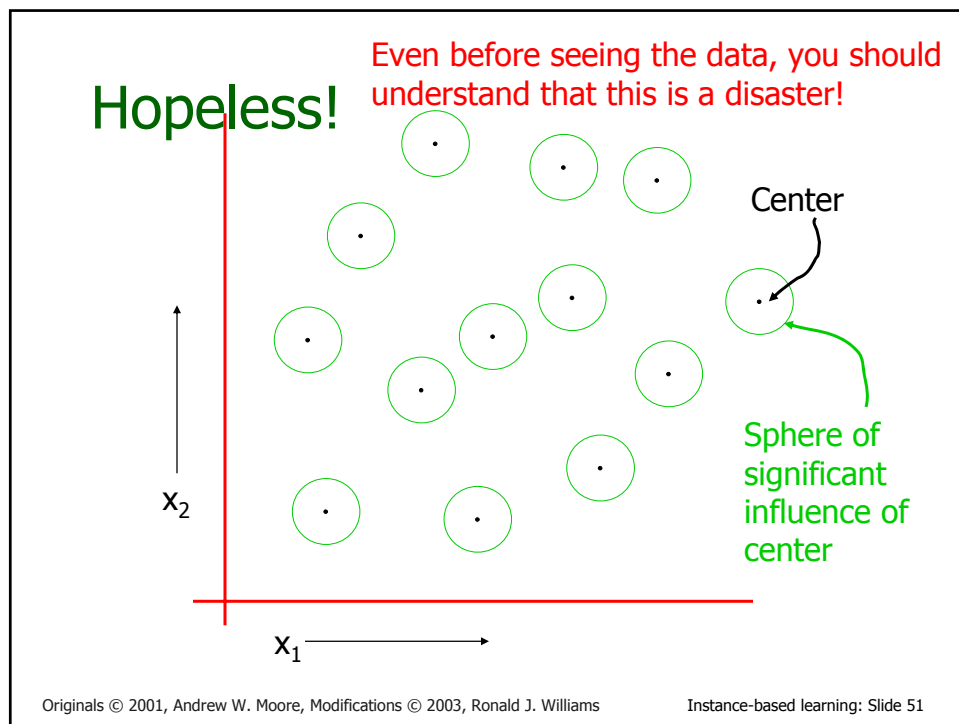 Even before seeing the data, you should
understand that this is a disaster!
Hopeless!
Center
Sphere of
significant
influence of
center
x₂
x₁
Originals © 2001, Andrew W. Moore, Modifications © 2003, Ronald J. Williams
Instance-based learning: Slide 51